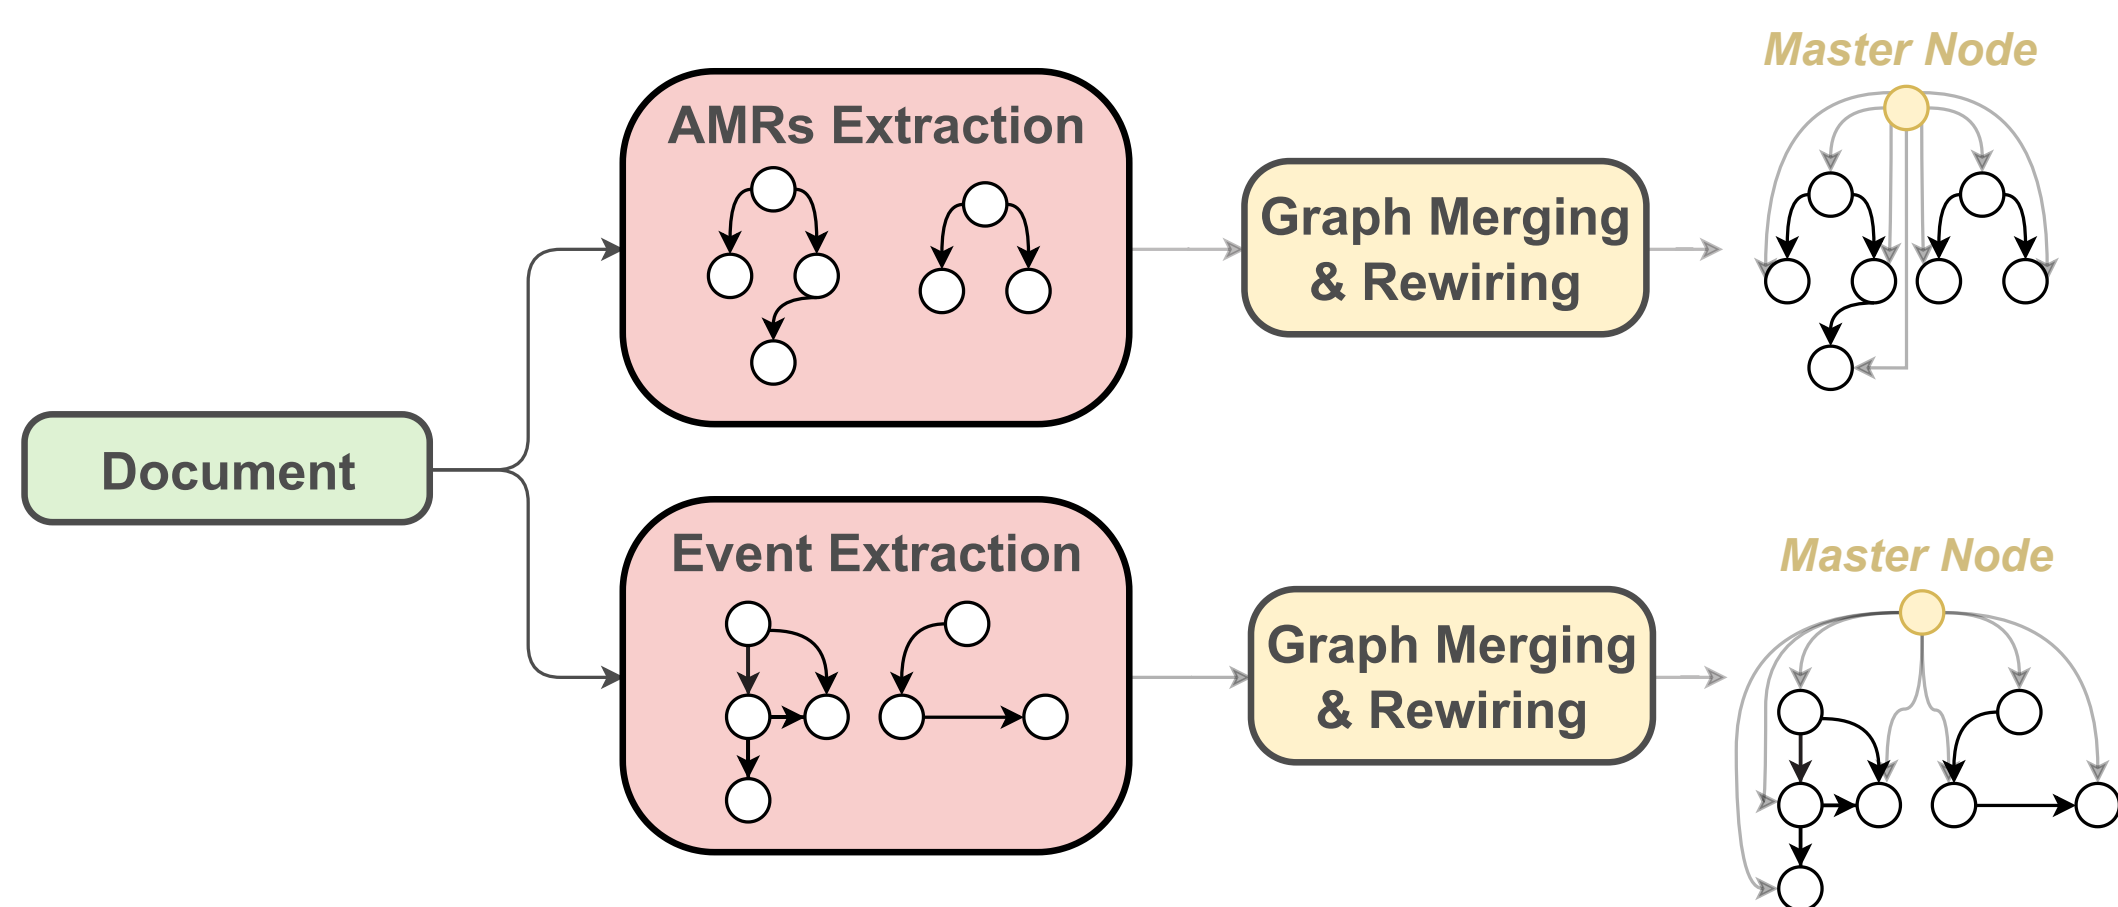 Master Node
AMRs Extraction
Graph Merging
& Rewiring
Document
Event Extraction
Master Node
Graph Merging
& Rewiring